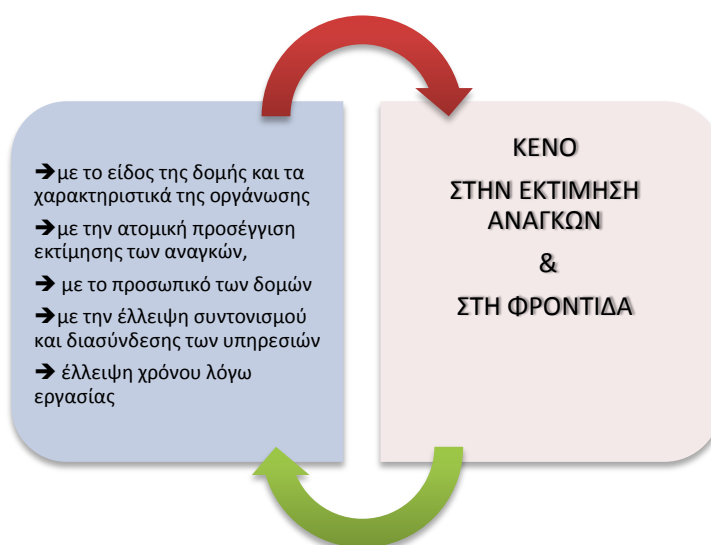 ➔με το είδος της δομής και τα
χαρακτηριστικά της οργάνωσης
➔με την ατομική προσέγγιση
εκτίμησης των αναγκών,
➔ με το προσωπικό των δομών
➔με την έλλειψη συντονισμού
και διασύνδεσης των υπηρεσιών
➔ έλλειψη χρόνου λόγω
εργασίας
ΚΕΝΟ
ΣΤΗΝ ΕΚΤΙΜΗΣΗ
ΑΝΑΓΚΩΝ
&
ΣΤΗ ΦΡΟΝΤΙΔΑ